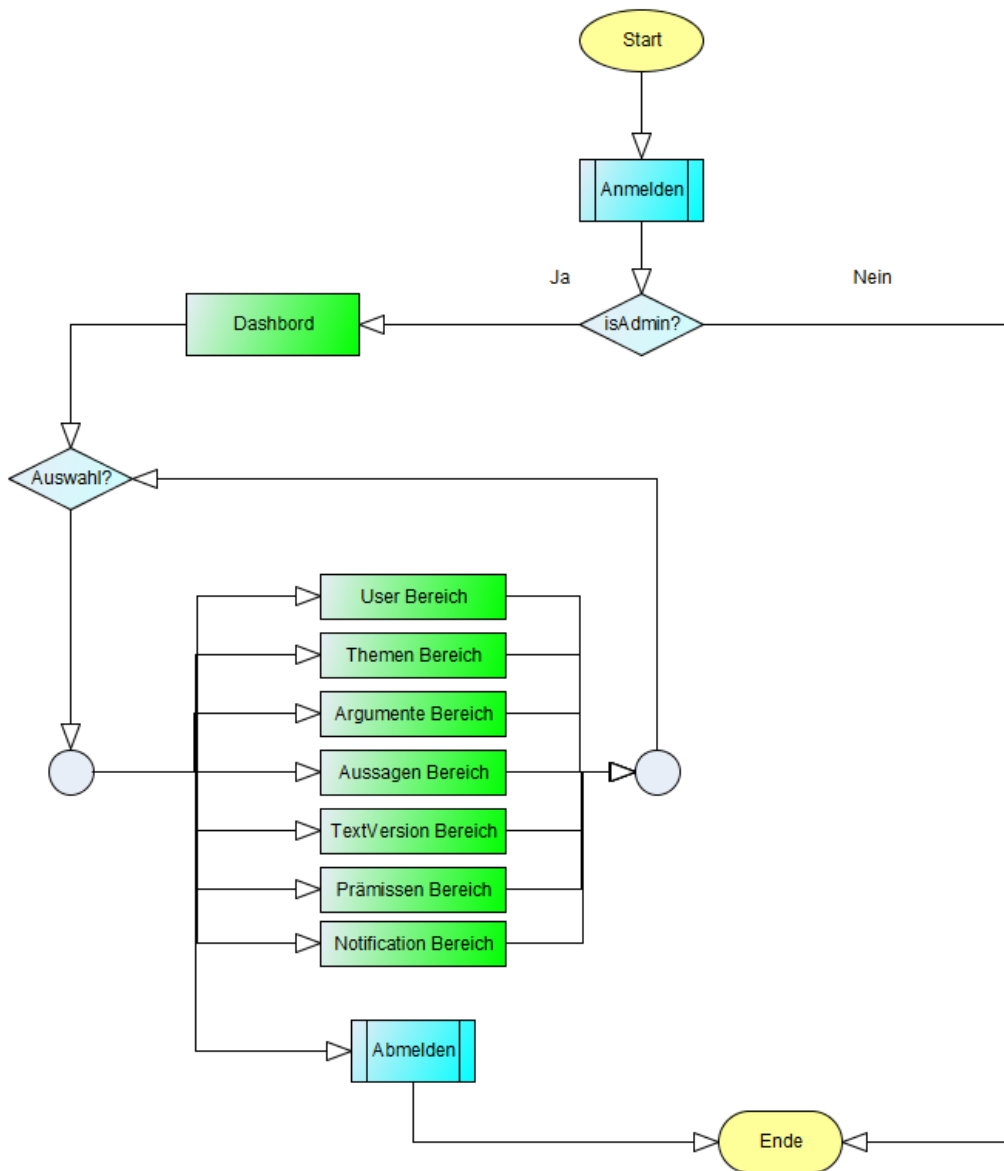 Start
Anmelden
Ja
Nein
isAdmin?
Dashbord
Auswahl?
User Bereich
Themen Bereich
Argumente Bereich
Aussagen Bereich
TextVersion Bereich
Prämissen Bereich
Notification Bereich
Abmelden
Ende